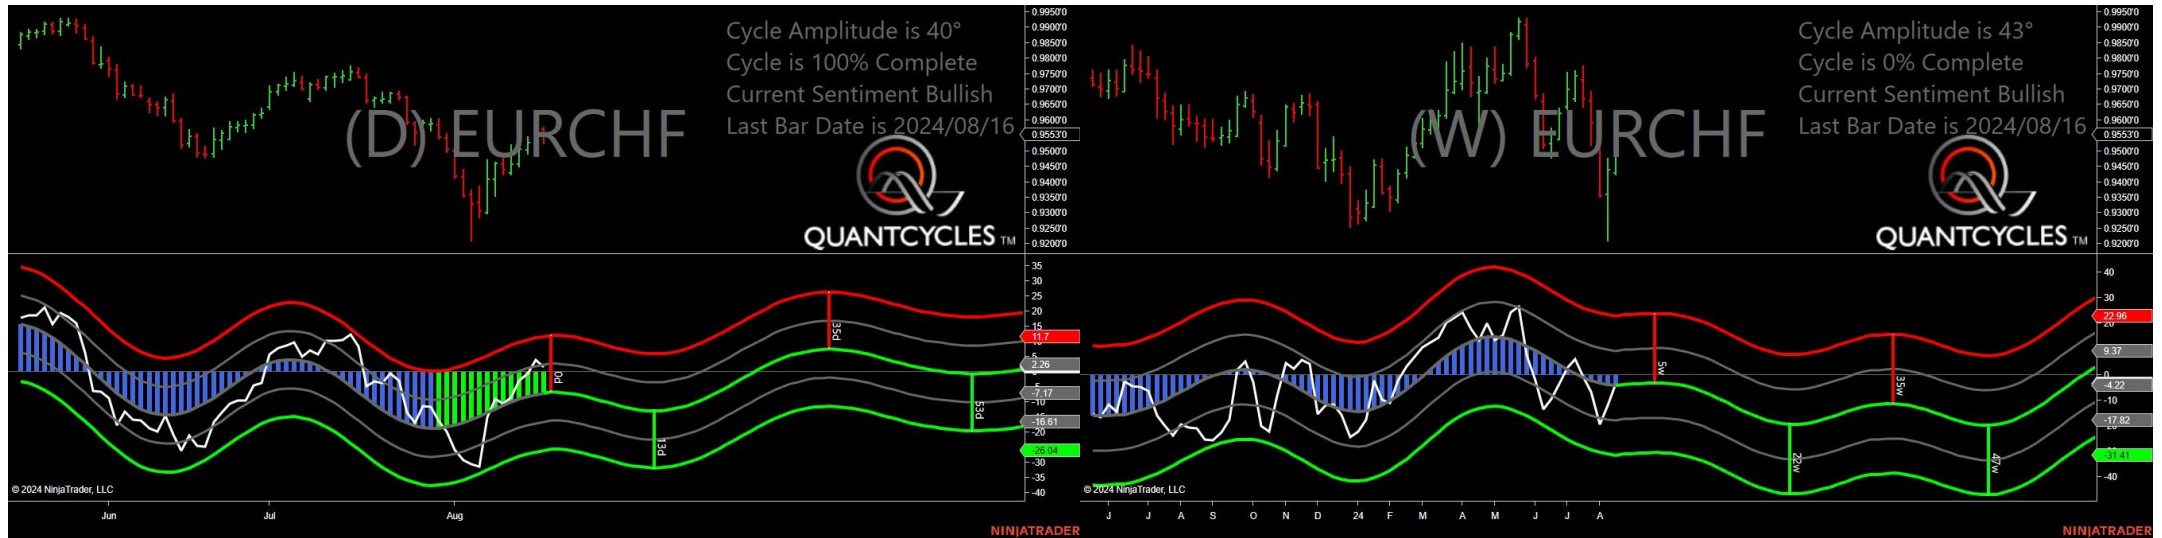 Cycle Amplitude is 40°
Cycle is 100% Complete
Current Sentiment Bullish
Last Bar Date is 2024/08/16
(D) EURCHF
QUANTCYCLES TM
0.9950'0
0.9900'0
0.9850'0
0.9800'0
0.9750'0
0.9700'0
0.9650'0
0.9600'0
0.9553'0
0.9500'0
0.9450'0
0.9400'0
0.9350'0
0.9300'0
0.9250'0
0.9200'0
35
30
25
20
15
11.7
5
2.26
-7.17
-10
-16.61
-20
-26.04
-30
-35
-40
0d
13d
35d
53d
© 2024 NinjaTrader, LLC
Jun
Jul
Aug
NINJATRADER
Cycle Amplitude is 43°
Cycle is 0% Complete
Current Sentiment Bullish
Last Bar Date is 2024/08/16
(W) EURCHF
QUANTCYCLES TM
0.9950'0
0.9900'0
0.9850'0
0.9800'0
0.9750'0
0.9700'0
0.9650'0
0.9600'0
0.9553'0
0.9500'0
0.9450'0
0.9400'0
0.9350'0
0.9300'0
0.9250'0
0.9200'0
40
30
22.96
20
9.37
0
-4.22
-10
-17.82
-31.41
-40
5w
22w
35w
47w
© 2024 NinjaTrader, LLC
J
J
A
S
O
N
D
24
F
M
A
M
J
J
A
NINJATRADER